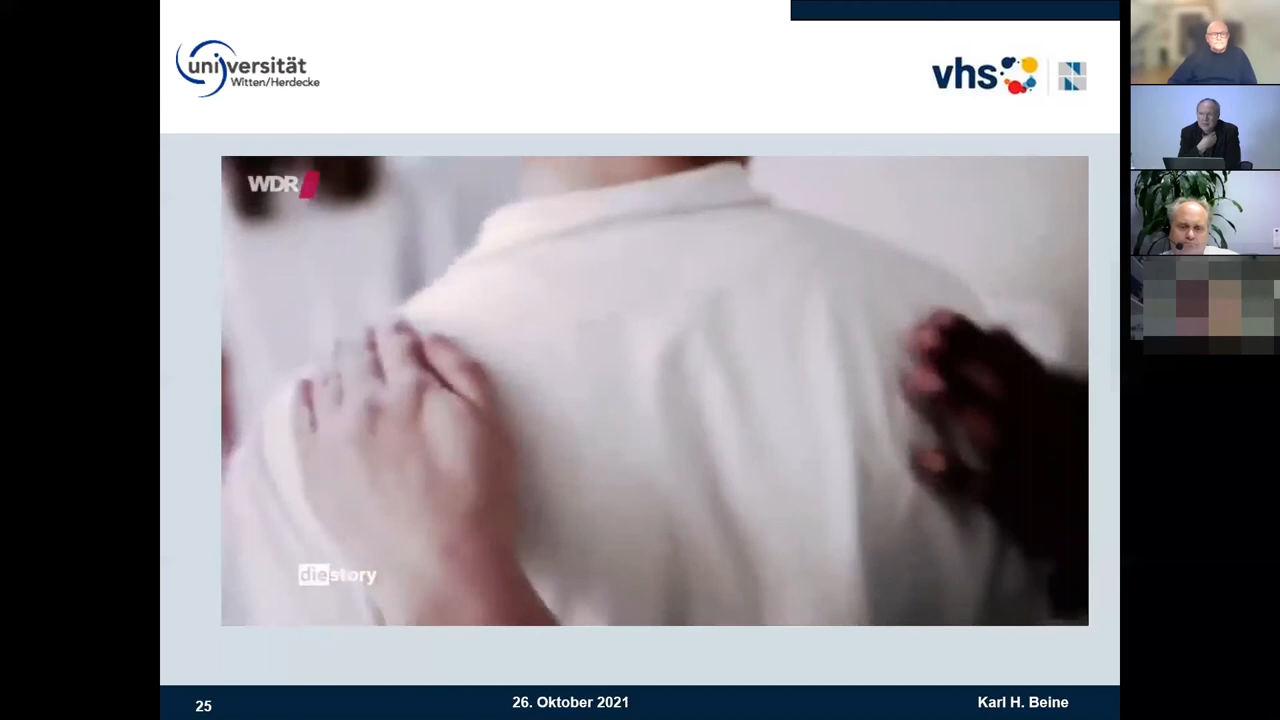 universität
Witten/Herdecke
vhs
WDR
diestory
25
26. Oktober 2021
Karl H. Beine